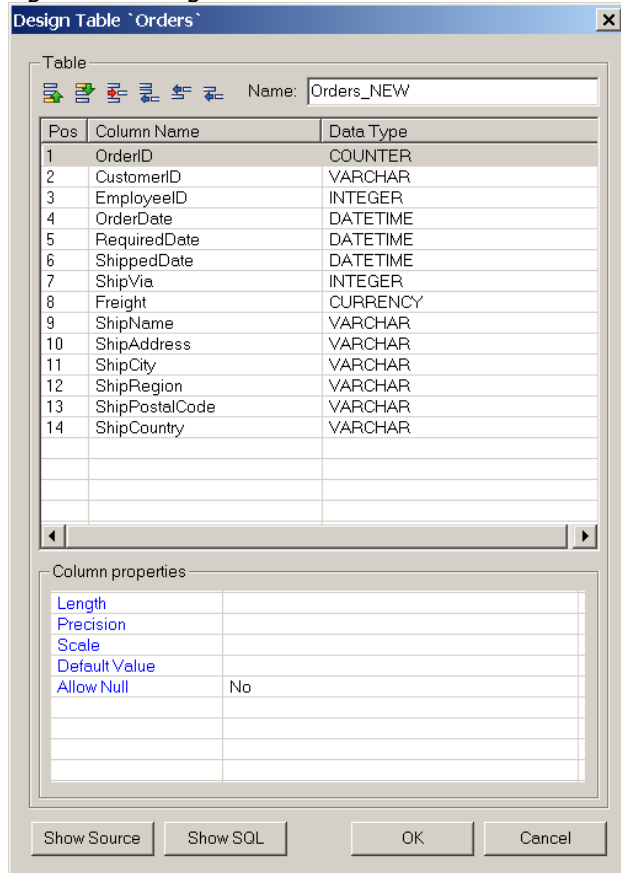 Design Table `Orders`
Table
Name: Orders_NEW
Pos Column Name Data Type
1 OrderID COUNTER
2 CustomerID VARCHAR
3 EmployeeID INTEGER
4 OrderDate DATETIME
5 RequiredDate DATETIME
6 ShippedDate DATETIME
7 ShipVia INTEGER
8 Freight CURRENCY
9 ShipName VARCHAR
10 ShipAddress VARCHAR
11 ShipCity VARCHAR
12 ShipRegion VARCHAR
13 ShipPostalCode VARCHAR
14 ShipCountry VARCHAR
Column properties
Length
Precision
Scale
Default Value
Allow Null No
Show Source Show SQL OK Cancel